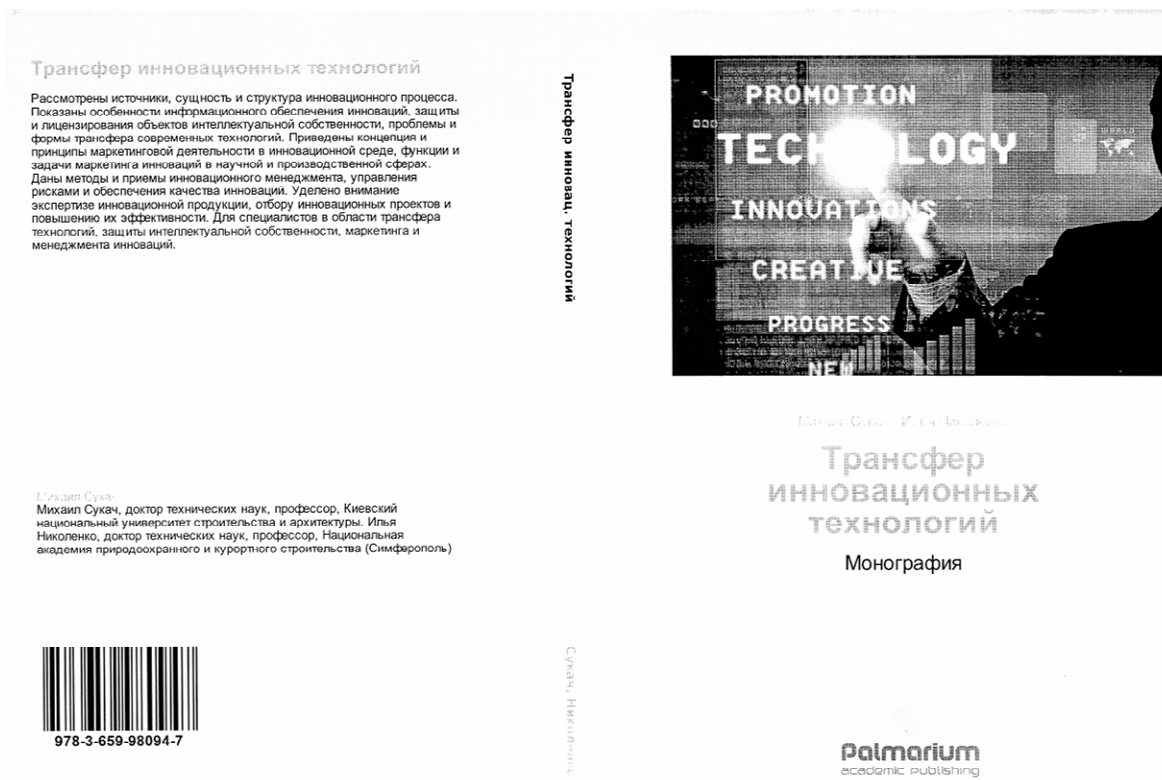 Трансфер инновационных технологий
Рассмотрены источники, сущность и структура инновационного процесса.
Показаны особенности информационного обеспечения инноваций, защиты
и лицензирования объектов интеллектуальной собственности, проблемы и
формы трансфера современных технологий. Приведены концепция и
принципы маркетинговой деятельности в инновационной среде, функции и
задачи маркетинга инноваций в научной и производственной сферах.
Даны методы и приемы инновационного менеджмента, управления
рисками и обеспечения качества инноваций. Уделено внимание
экспертизе инновационной продукции, отбору инновационных проектов и
повышению их эффективности. Для специалистов в области трансфера
технологий, защиты интеллектуальной собственности, маркетинга и
менеджмента инноваций.
Михаил Сукач
Михаил Сукач, доктор технических наук, профессор, Киевский
национальный университет строительства и архитектуры. Илья
Николенко, доктор технических наук, профессор, Национальная
академия природоохранного и курортного строительства (Симферополь)
978-3-659-98094-7
Трансфер инновац. технологий
Сукач, Николенко
PROMOTION
TECHNOLOGY
INNOVATIONS
CREATIVE
PROGRESS
NEW
Трансфер
инновационных
технологий
Монография
Palmarium
academic publishing